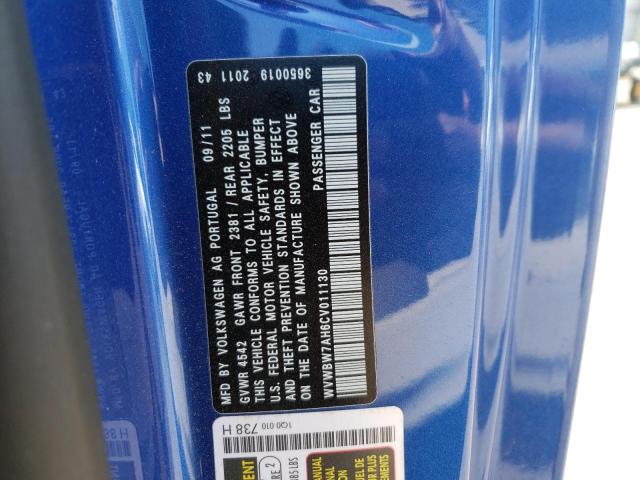 MFD BY VOLKSWAGEN AG PORTUGAL 09/11 3650019 2011 43
GVWR 4542 GAWR FRONT 2381 / REAR 2205 LBS
THIS VEHICLE CONFORMS TO ALL APPLICABLE
U.S. FEDERAL MOTOR VEHICLE SAFETY, BUMPER
AND THEFT PREVENTION STANDARDS IN EFFECT
ON THE DATE OF MANUFACTURE SHOWN ABOVE
WVWBW7AH6CV011130 PASSENGER CAR
1Q0 010 738 H